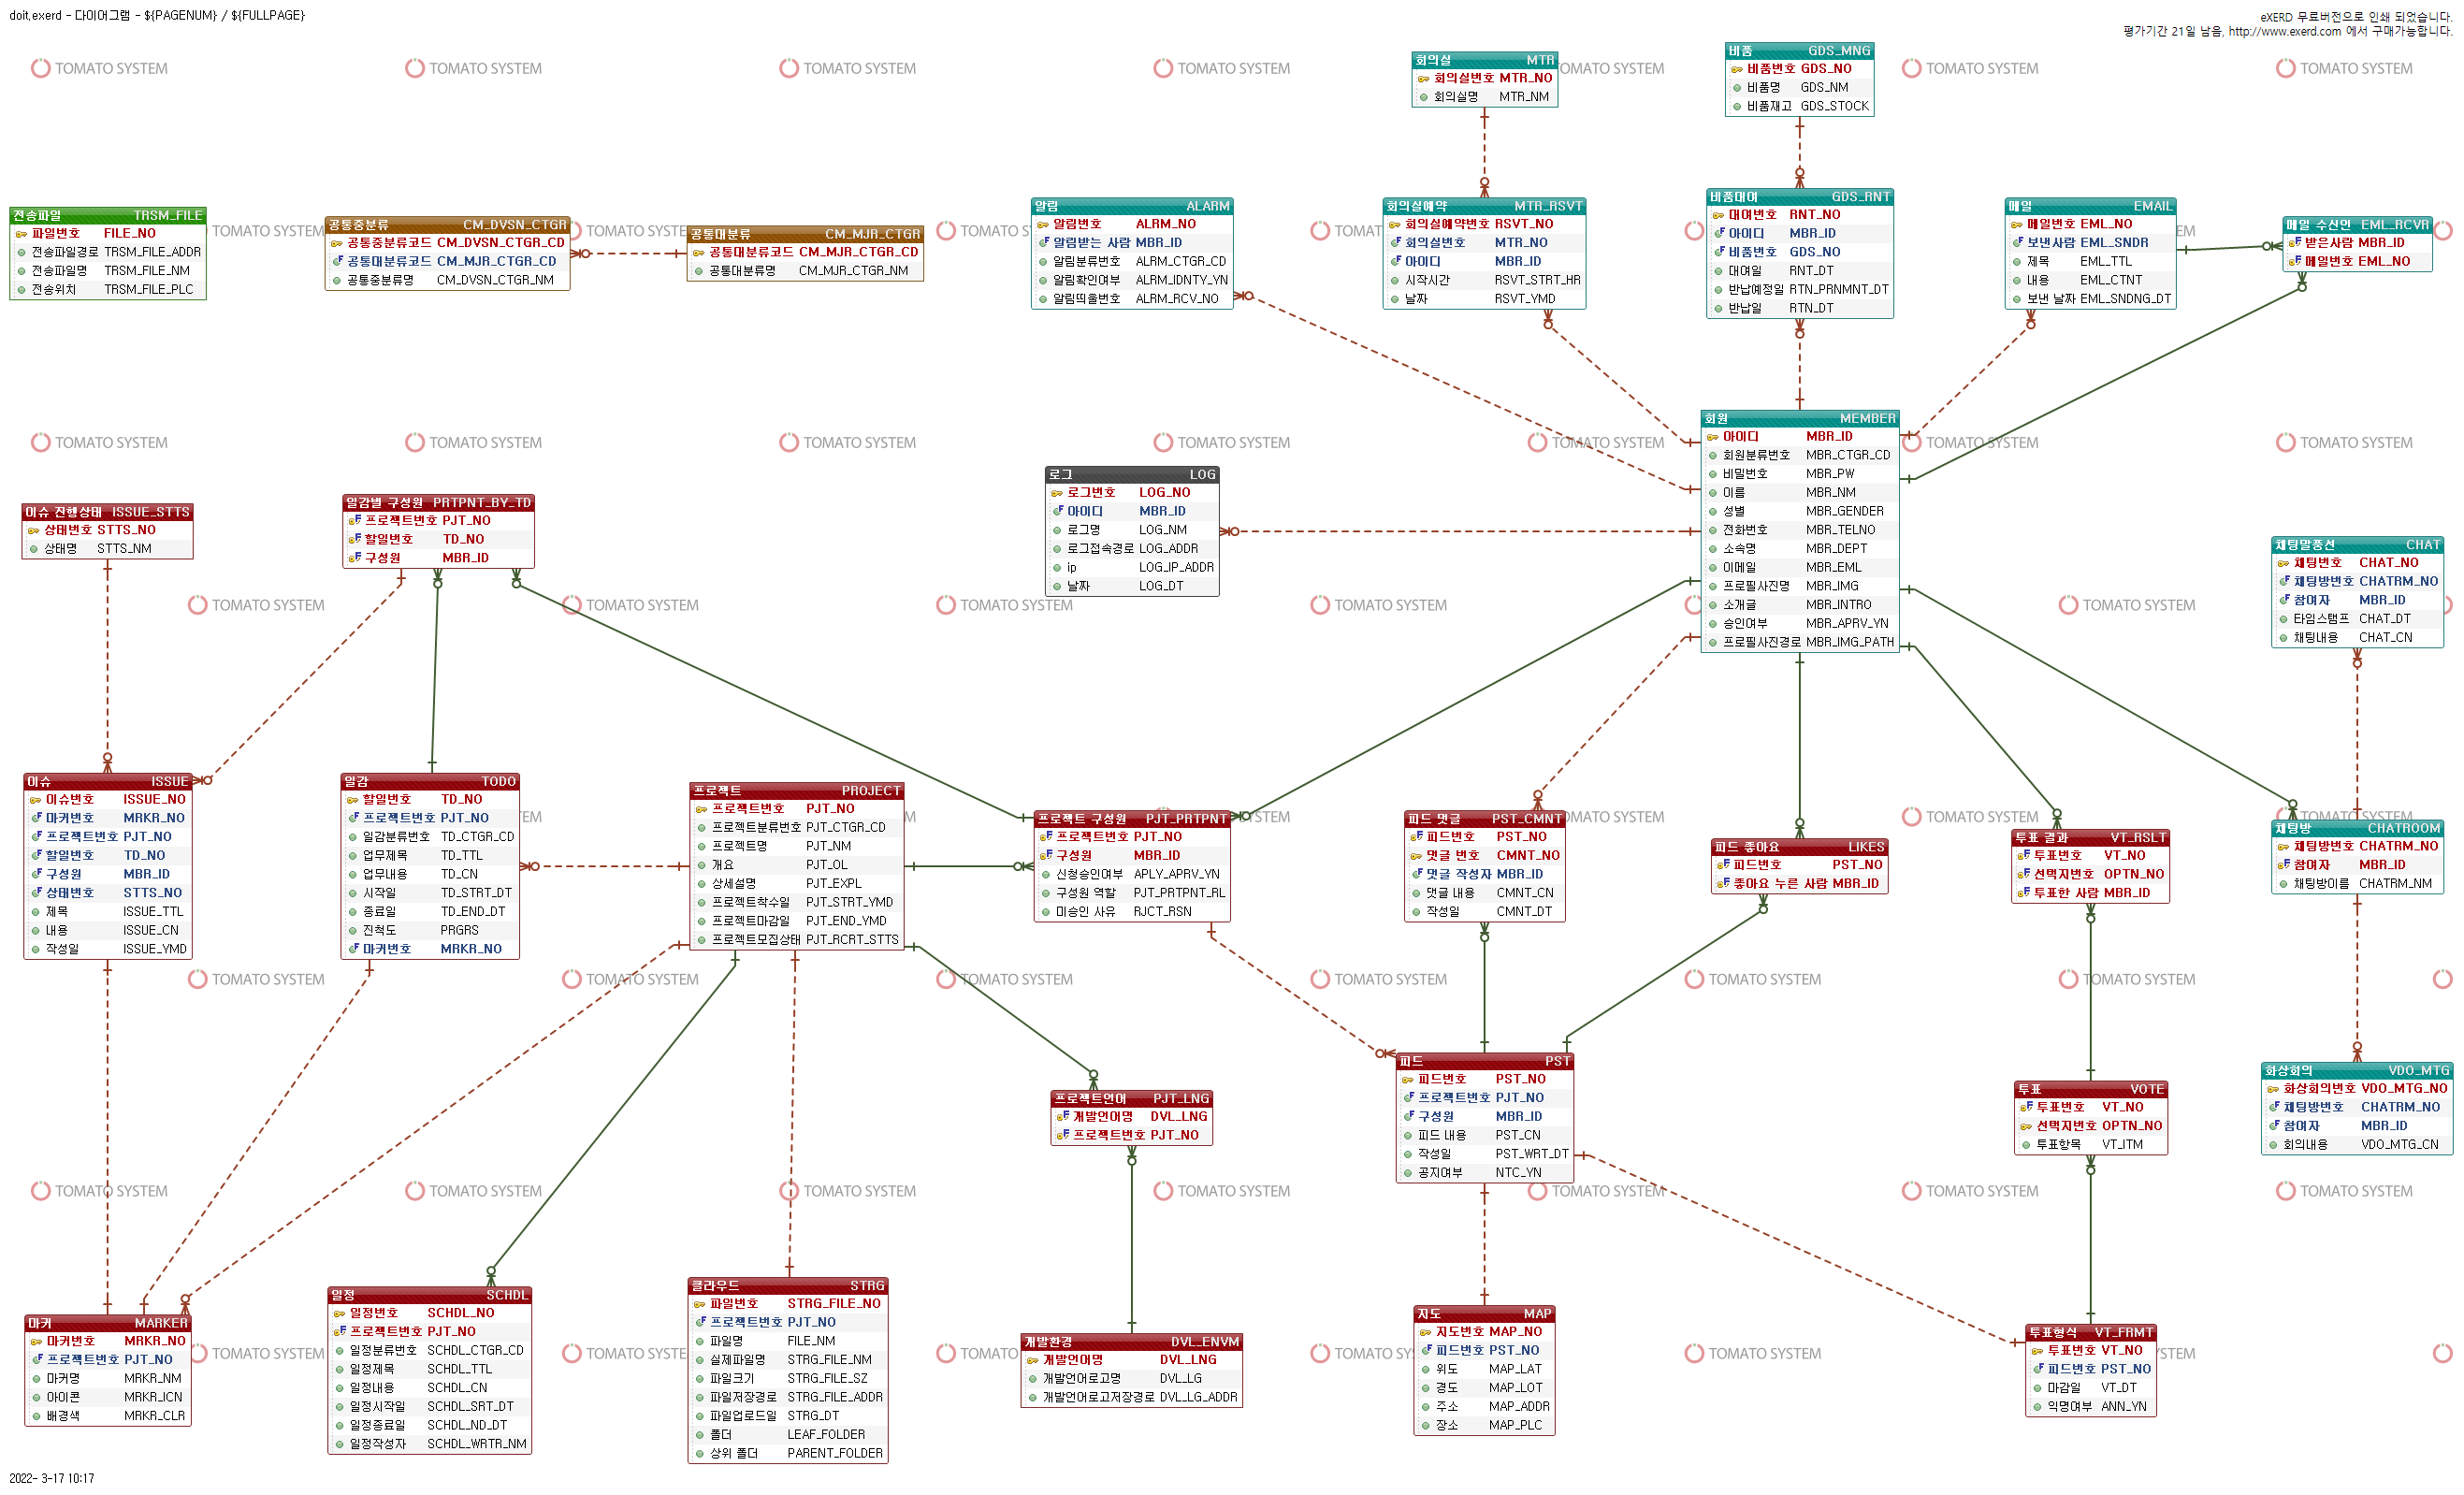 doit.exerd - 다이어그램 - ${PAGENUM} / ${FULLPAGE}
eXERD 무료버전으로 인쇄 되었습니다.
평가기간 21일 남음, http://www.exerd.com 에서 구매가능합니다.
TOMATO SYSTEM
회의실 MTR
회의실번호 MTR_NO
회의실명 MTR_NM
비품 GDS_MNG
비품번호 GDS_NO
비품명 GDS_NM
비품재고 GDS_STOCK
전송파일 TRSM_FILE
파일번호 FILE_NO
전송파일경로 TRSM_FILE_ADDR
전송파일명 TRSM_FILE_NM
전송위치 TRSM_FILE_PLC
공통중분류 CM_DVSN_CTGR
공통중분류코드 CM_DVSN_CTGR_CD
공통대분류코드 CM_MJR_CTGR_CD
공통중분류명 CM_DVSN_CTGR_NM
공통대분류 CM_MJR_CTGR
공통대분류코드 CM_MJR_CTGR_CD
공통대분류명 CM_MJR_CTGR_NM
알림 ALARM
알림번호 ALRM_NO
알림받는 사람 MBR_ID
알림분류번호 ALRM_CTGR_CD
알림확인여부 ALRM_IDNTY_YN
알림띄울번호 ALRM_RCV_NO
회의실예약 MTR_RSVT
회의실예약번호 RSVT_NO
회의실번호 MTR_NO
아이디 MBR_ID
시작시간 RSVT_STRT_HR
날짜 RSVT_YMD
비품대여 GDS_RNT
대여번호 RNT_NO
아이디 MBR_ID
비품번호 GDS_NO
대여일 RNT_DT
반납예정일 RTN_PRNMNT_DT
반납일 RTN_DT
메일 EMAIL
메일번호 EML_NO
보낸사람 EML_SNDR
제목 EML_TTL
내용 EML_CTNT
보낸 날짜 EML_SNDNG_DT
메일 수신인 EML_RCVR
받은사람 MBR_ID
메일번호 EML_NO
회원 MEMBER
아이디 MBR_ID
회원분류번호 MBR_CTGR_CD
비밀번호 MBR_PW
이름 MBR_NM
성별 MBR_GENDER
전화번호 MBR_TELNO
소속명 MBR_DEPT
이메일 MBR_EML
프로필사진명 MBR_IMG
소개글 MBR_INTRO
승인여부 MBR_APRV_YN
프로필사진경로 MBR_IMG_PATH
로그 LOG
로그번호 LOG_NO
아이디 MBR_ID
로그명 LOG_NM
로그접속경로 LOG_ADDR
ip LOG_IP_ADDR
날짜 LOG_DT
이슈 진행상태 ISSUE_STTS
상태번호 STTS_NO
상태명 STTS_NM
일감별 구성원 PRTPNT_BY_TD
프로젝트번호 PJT_NO
할일번호 TD_NO
구성원 MBR_ID
채팅말풍선 CHAT
채팅번호 CHAT_NO
채팅방번호 CHATRM_NO
참여자 MBR_ID
타임스탬프 CHAT_DT
채팅내용 CHAT_CN
이슈 ISSUE
이슈번호 ISSUE_NO
마커번호 MRKR_NO
프로젝트번호 PJT_NO
할일번호 TD_NO
구성원 MBR_ID
상태번호 STTS_NO
제목 ISSUE_TTL
내용 ISSUE_CN
작성일 ISSUE_YMD
일감 TODO
할일번호 TD_NO
프로젝트번호 PJT_NO
일감분류번호 TD_CTGR_CD
업무제목 TD_TTL
업무내용 TD_CN
시작일 TD_STRT_DT
종료일 TD_END_DT
진척도 PRGRS
마커번호 MRKR_NO
프로젝트 PROJECT
프로젝트번호 PJT_NO
프로젝트분류번호 PJT_CTGR_CD
프로젝트명 PJT_NM
개요 PJT_OL
상세설명 PJT_EXPL
프로젝트착수일 PJT_STRT_YMD
프로젝트마감일 PJT_END_YMD
프로젝트모집상태 PJT_RCRT_STTS
프로젝트 구성원 PJT_PRTPNT
프로젝트번호 PJT_NO
구성원 MBR_ID
신청승인여부 APLY_APRV_YN
구성원 역할 PJT_PRTPNT_RL
미승인 사유 RJCT_RSN
피드 댓글 PST_CMNT
피드번호 PST_NO
댓글 번호 CMNT_NO
댓글 작성자 MBR_ID
댓글 내용 CMNT_CN
작성일 CMNT_DT
피드 좋아요 LIKES
피드번호 PST_NO
좋아요 누른 사람 MBR_ID
투표 결과 VT_RSLT
투표번호 VT_NO
선택지번호 OPTN_NO
투표한 사람 MBR_ID
채팅방 CHATROOM
채팅방번호 CHATRM_NO
참여자 MBR_ID
채팅방이름 CHATRM_NM
피드 PST
피드번호 PST_NO
프로젝트번호 PJT_NO
구성원 MBR_ID
피드 내용 PST_CN
작성일 PST_WRT_DT
공지여부 NTC_YN
프로젝트언어 PJT_LNG
개발언어명 DVL_LNG
프로젝트번호 PJT_NO
투표 VOTE
투표번호 VT_NO
선택지번호 OPTN_NO
투표항목 VT_ITM
화상회의 VDO_MTG
화상회의번호 VDO_MTG_NO
채팅방번호 CHATRM_NO
참여자 MBR_ID
회의내용 VDO_MTG_CN
마커 MARKER
마커번호 MRKR_NO
프로젝트번호 PJT_NO
마커명 MRKR_NM
아이콘 MRKR_ICN
배경색 MRKR_CLR
일정 SCHDL
일정번호 SCHDL_NO
프로젝트번호 PJT_NO
일정분류번호 SCHDL_CTGR_CD
일정제목 SCHDL_TTL
일정내용 SCHDL_CN
일정시작일 SCHDL_SRT_DT
일정종료일 SCHDL_ND_DT
일정작성자 SCHDL_WRTR_NM
클라우드 STRG
파일번호 STRG_FILE_NO
프로젝트번호 PJT_NO
파일명 FILE_NM
실제파일명 STRG_FILE_NM
파일크기 STRG_FILE_SZ
파일저장경로 STRG_FILE_ADDR
파일업로드일 STRG_DT
폴더 LEAF_FOLDER
상위 폴더 PARENT_FOLDER
개발환경 DVL_ENVM
개발언어명 DVL_LNG
개발언어로고명 DVL_LG
개발언어로고저장경로 DVL_LG_ADDR
지도 MAP
지도번호 MAP_NO
피드번호 PST_NO
위도 MAP_LAT
경도 MAP_LOT
주소 MAP_ADDR
장소 MAP_PLC
투표형식 VT_FRMT
투표번호 VT_NO
피드번호 PST_NO
마감일 VT_DT
익명여부 ANN_YN
2022- 3-17 10:17